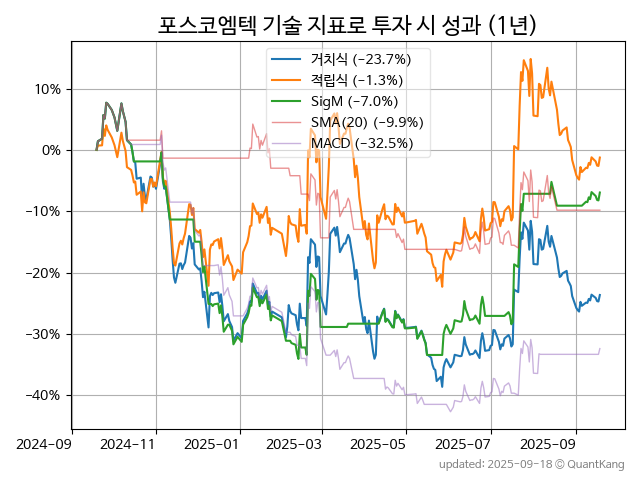 포스코엠텍 기술 지표로 투자 시 성과 (1년)
거치식 (−23.7%)
적립식 (−1.3%)
SigM (−7.0%)
SMA(20) (−9.9%)
MACD (−32.5%)
10%
0%
−10%
−20%
−30%
−40%
2024-09 2024-11 2025-01 2025-03 2025-05 2025-07 2025-09
updated: 2025-09-18 © QuantKang